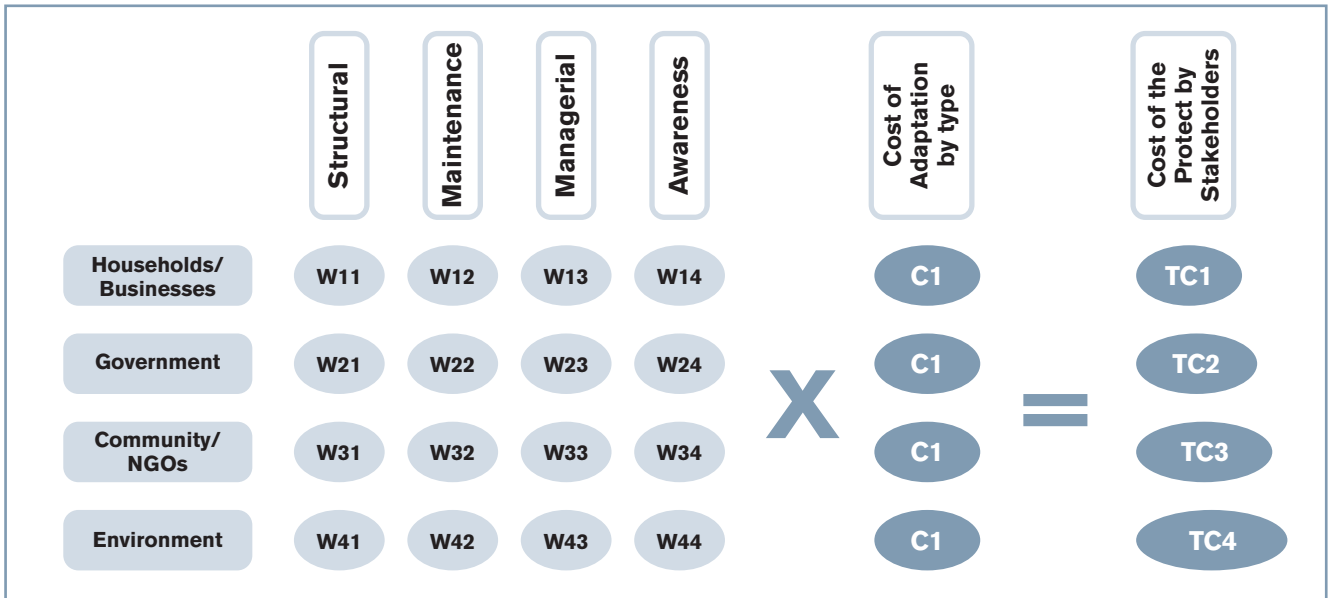 Structural
Maintenance
Managerial
Awareness
Cost of
Adaptation
by type
Cost of the
Protect by
Stakeholders
Households/
Businesses
W11 W12 W13 W14 C1 TC1
Government
W21 W22 W23 W24 X C1 = TC2
Community/
NGOs
W31 W32 W33 W34 C1 TC3
Environment
W41 W42 W43 W44 C1 TC4